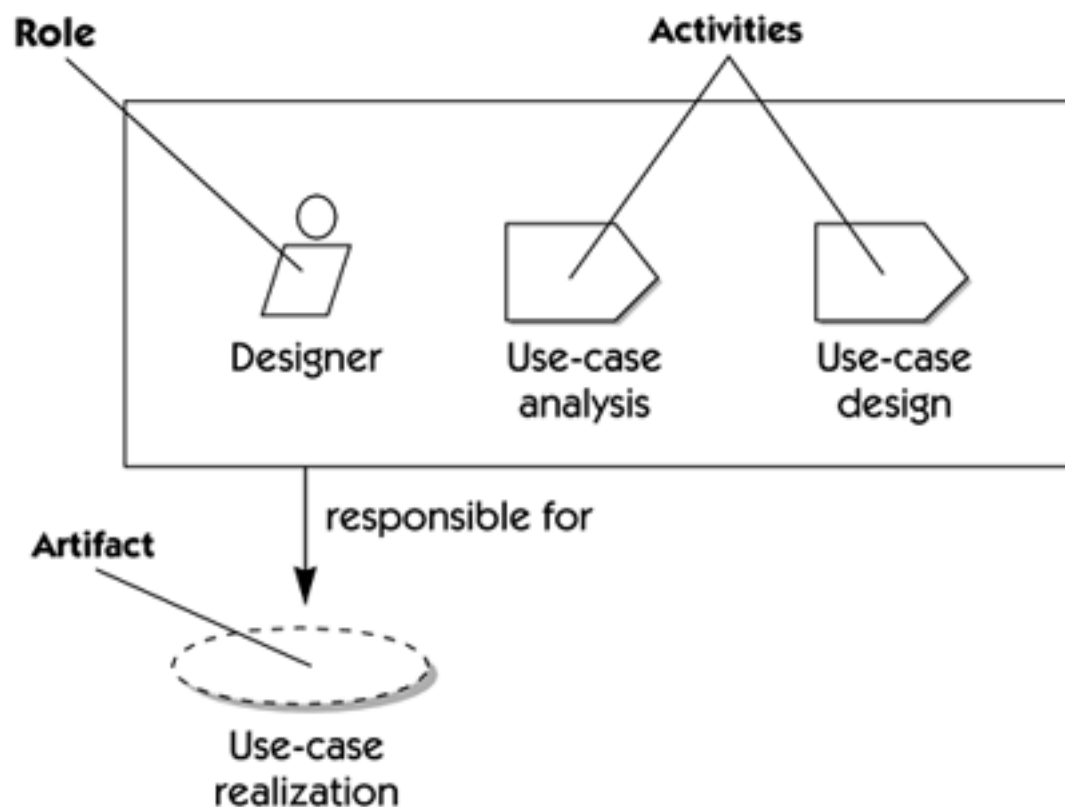 Role
Activities
Designer
Use-case
analysis
Use-case
design
responsible for
Artifact
Use-case
realization